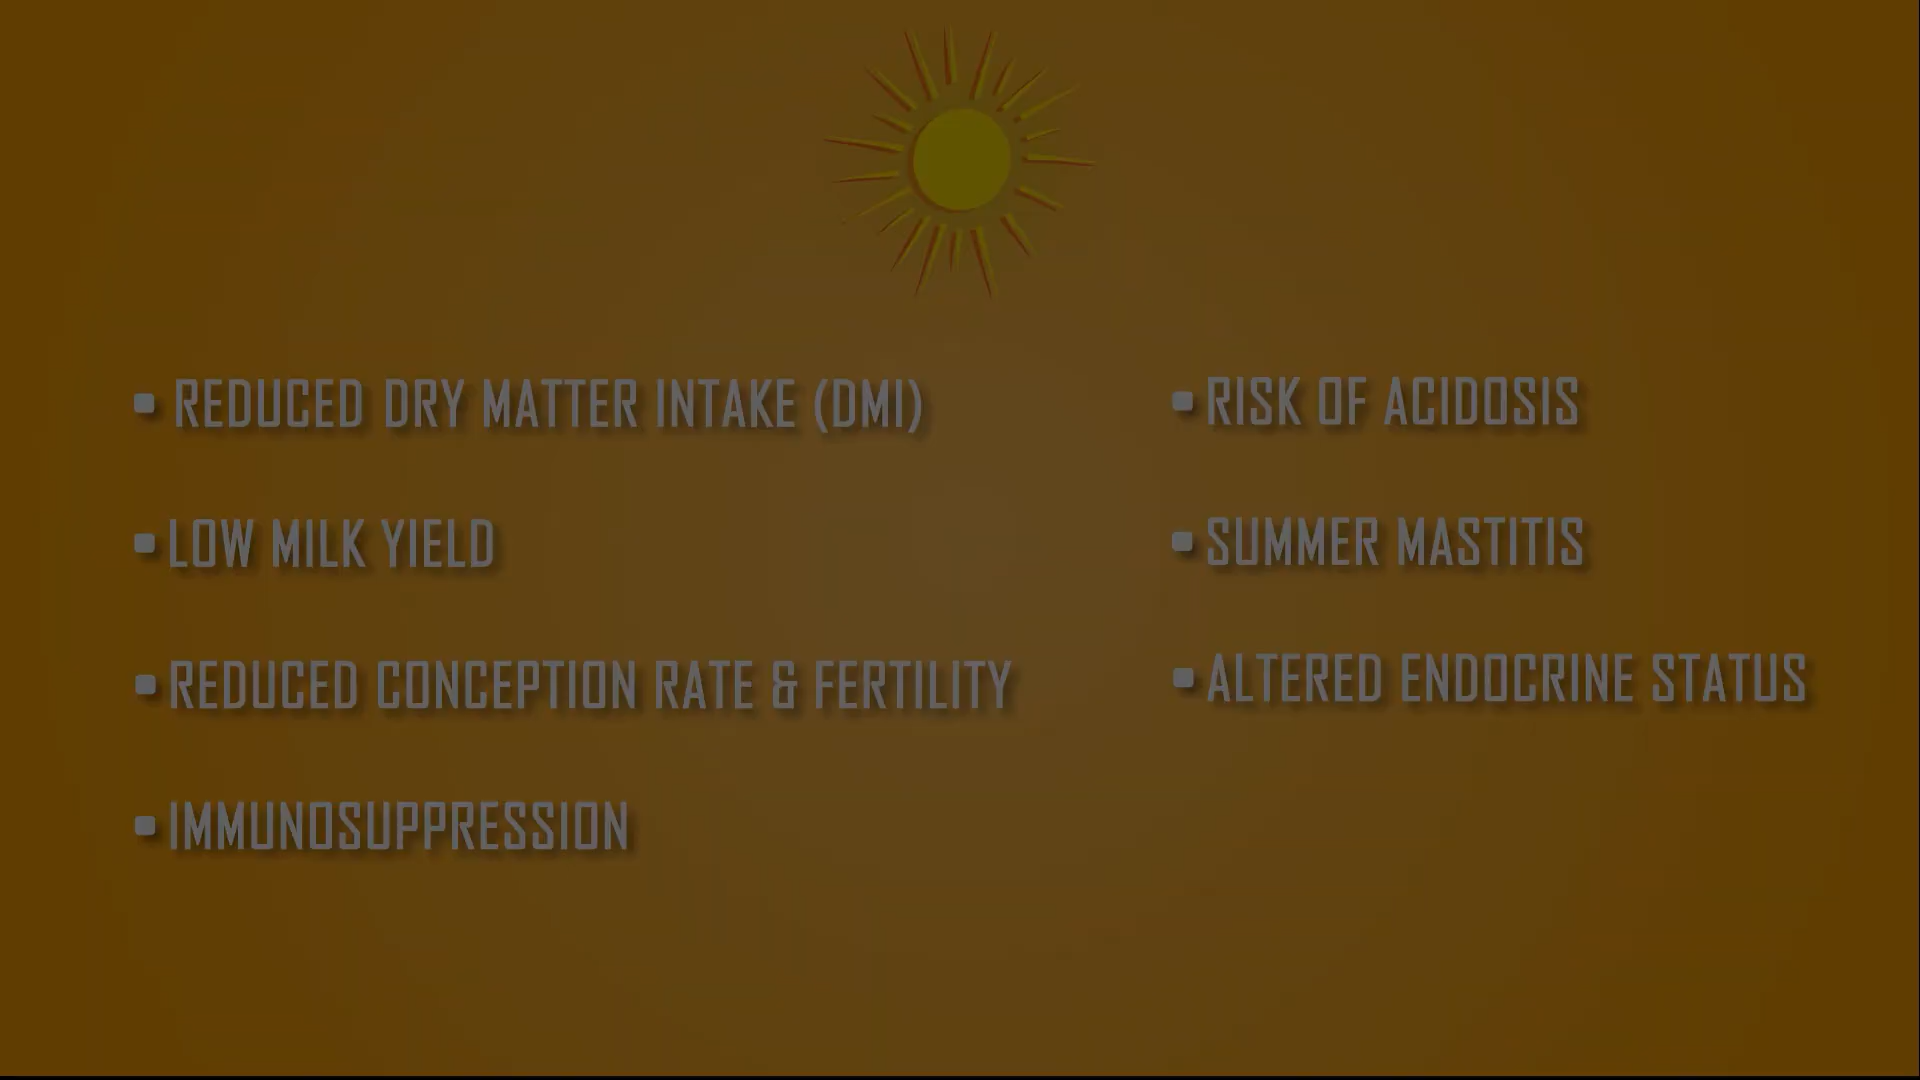 ▪ REDUCED DRY MATTER INTAKE (DMI)
▪ LOW MILK YIELD
▪ REDUCED CONCEPTION RATE & FERTILITY
▪ IMMUNOSUPPRESSION
▪ RISK OF ACIDOSIS
▪ SUMMER MASTITIS
▪ ALTERED ENDOCRINE STATUS